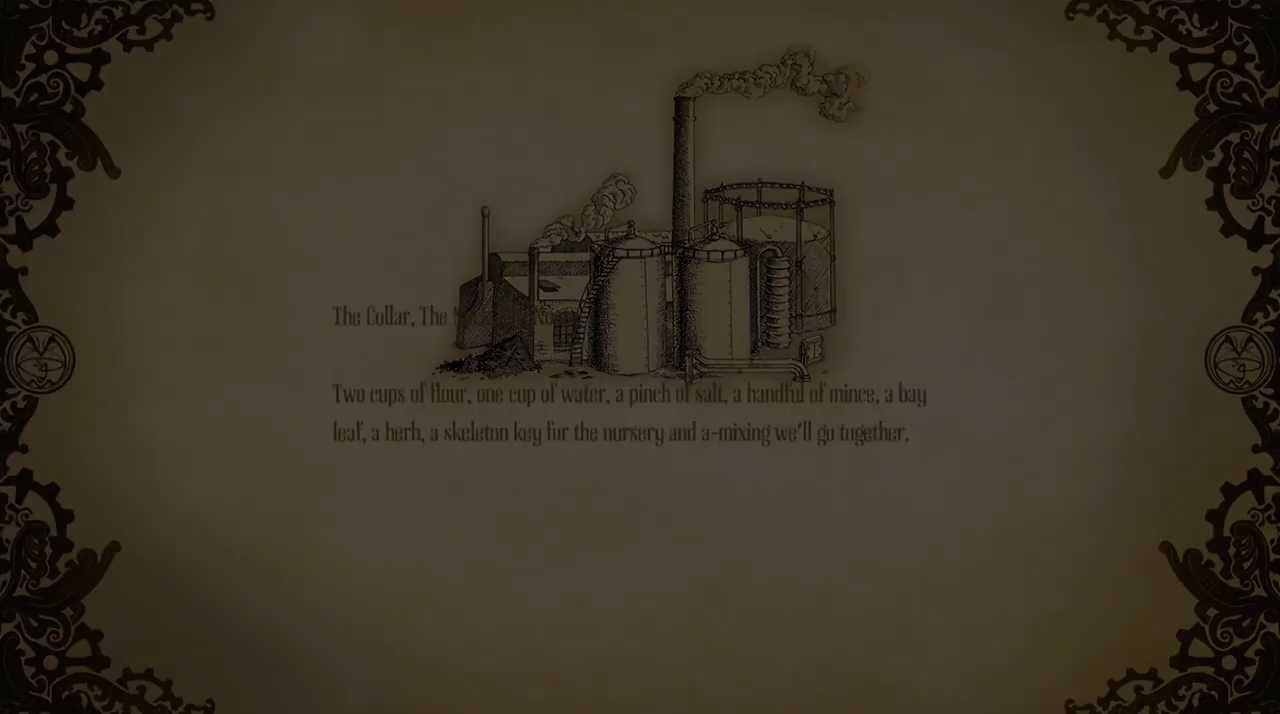 The Collar, The
Two cups of flour, one cup of water, a pinch of salt, a handful of mince, a bay
leaf, a herb, a skeleton key for the nursery and a-mixing we'll go together.